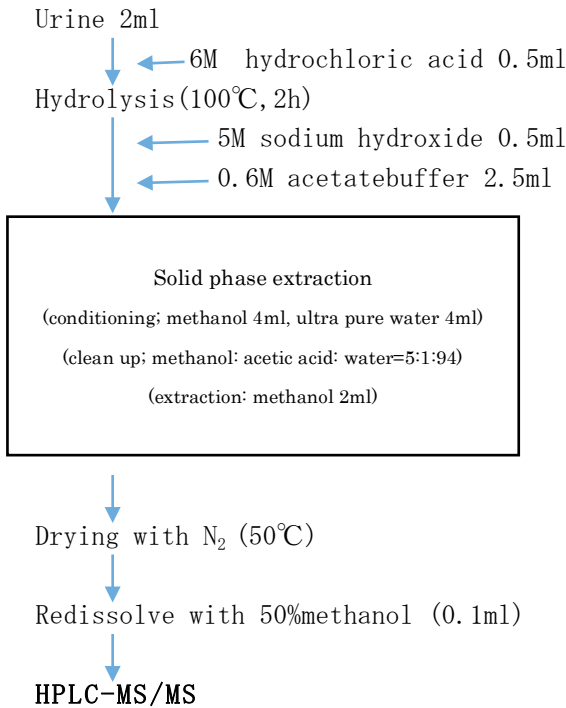 Urine 2ml
6M hydrochloric acid 0.5ml
Hydrolysis(100℃, 2h)
5M sodium hydroxide 0.5ml
0.6M acetatebuffer 2.5ml
Solid phase extraction
(conditioning; methanol 4ml, ultra pure water 4ml)
(clean up; methanol: acetic acid: water=5:1:94)
(extraction: methanol 2ml)
Drying with N₂ (50℃)
Redissolve with 50%methanol (0.1ml)
HPLC-MS/MS